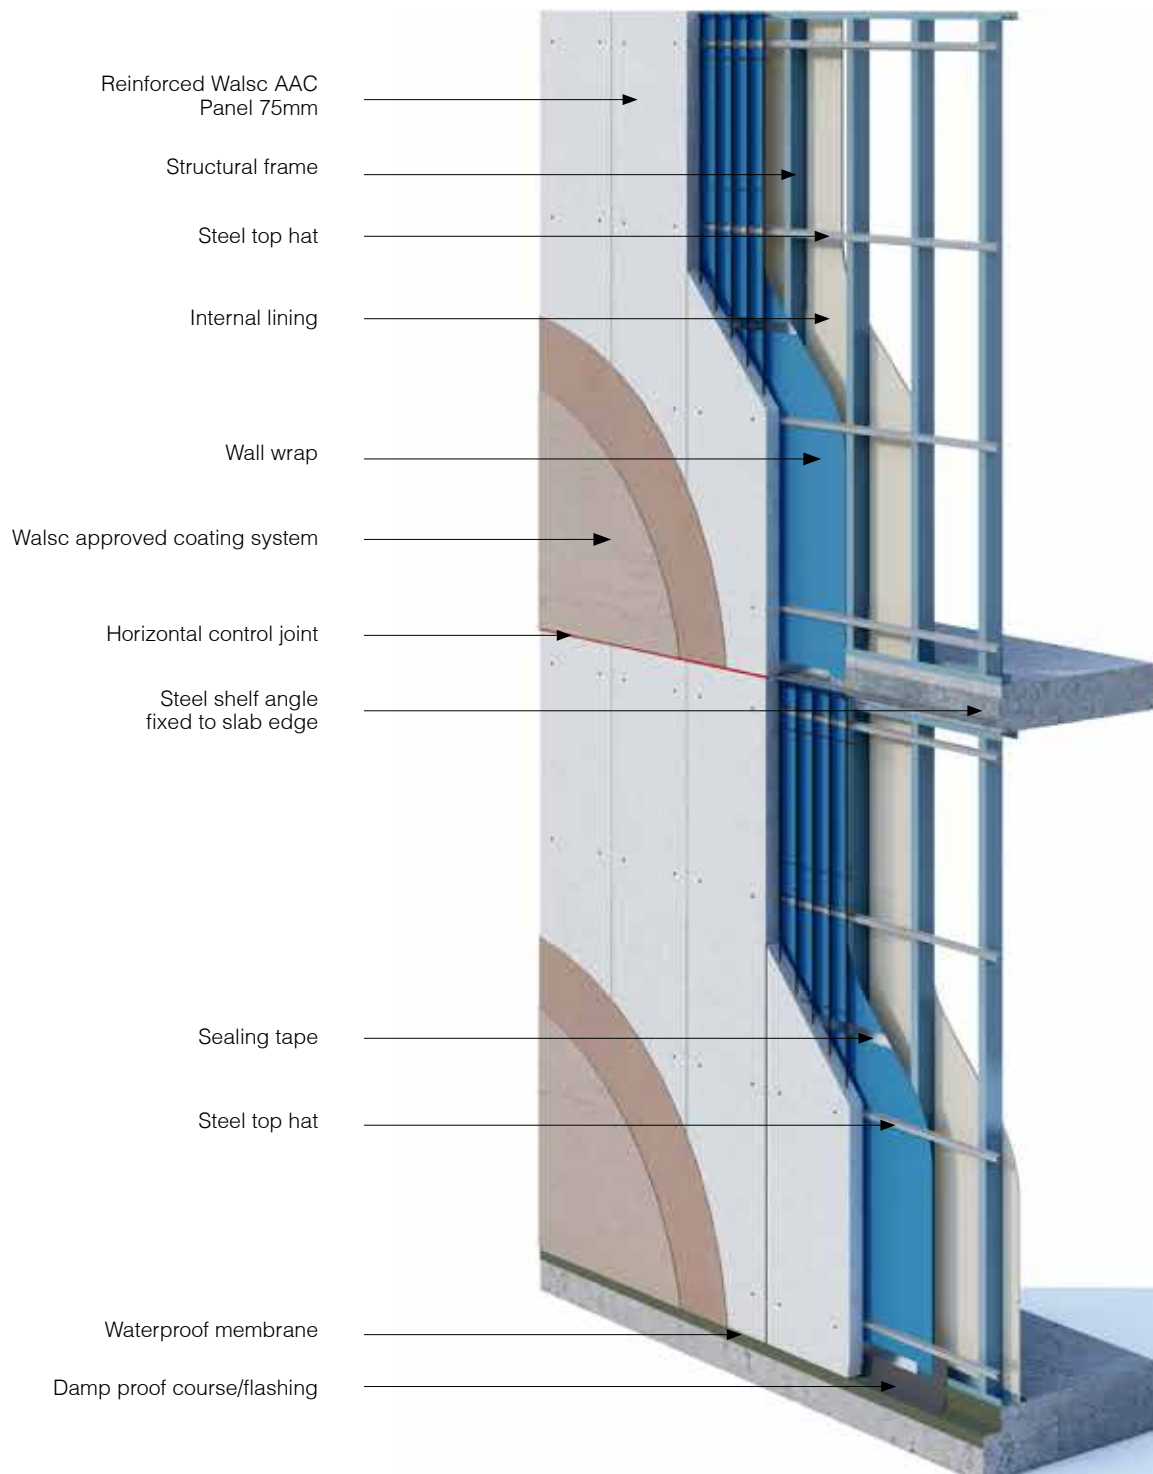 Reinforced Walsc AAC
Panel 75mm
Structural frame
Steel top hat
Internal lining
Wall wrap
Walsc approved coating system
Horizontal control joint
Steel shelf angle
fixed to slab edge
Sealing tape
Steel top hat
Waterproof membrane
Damp proof course/flashing